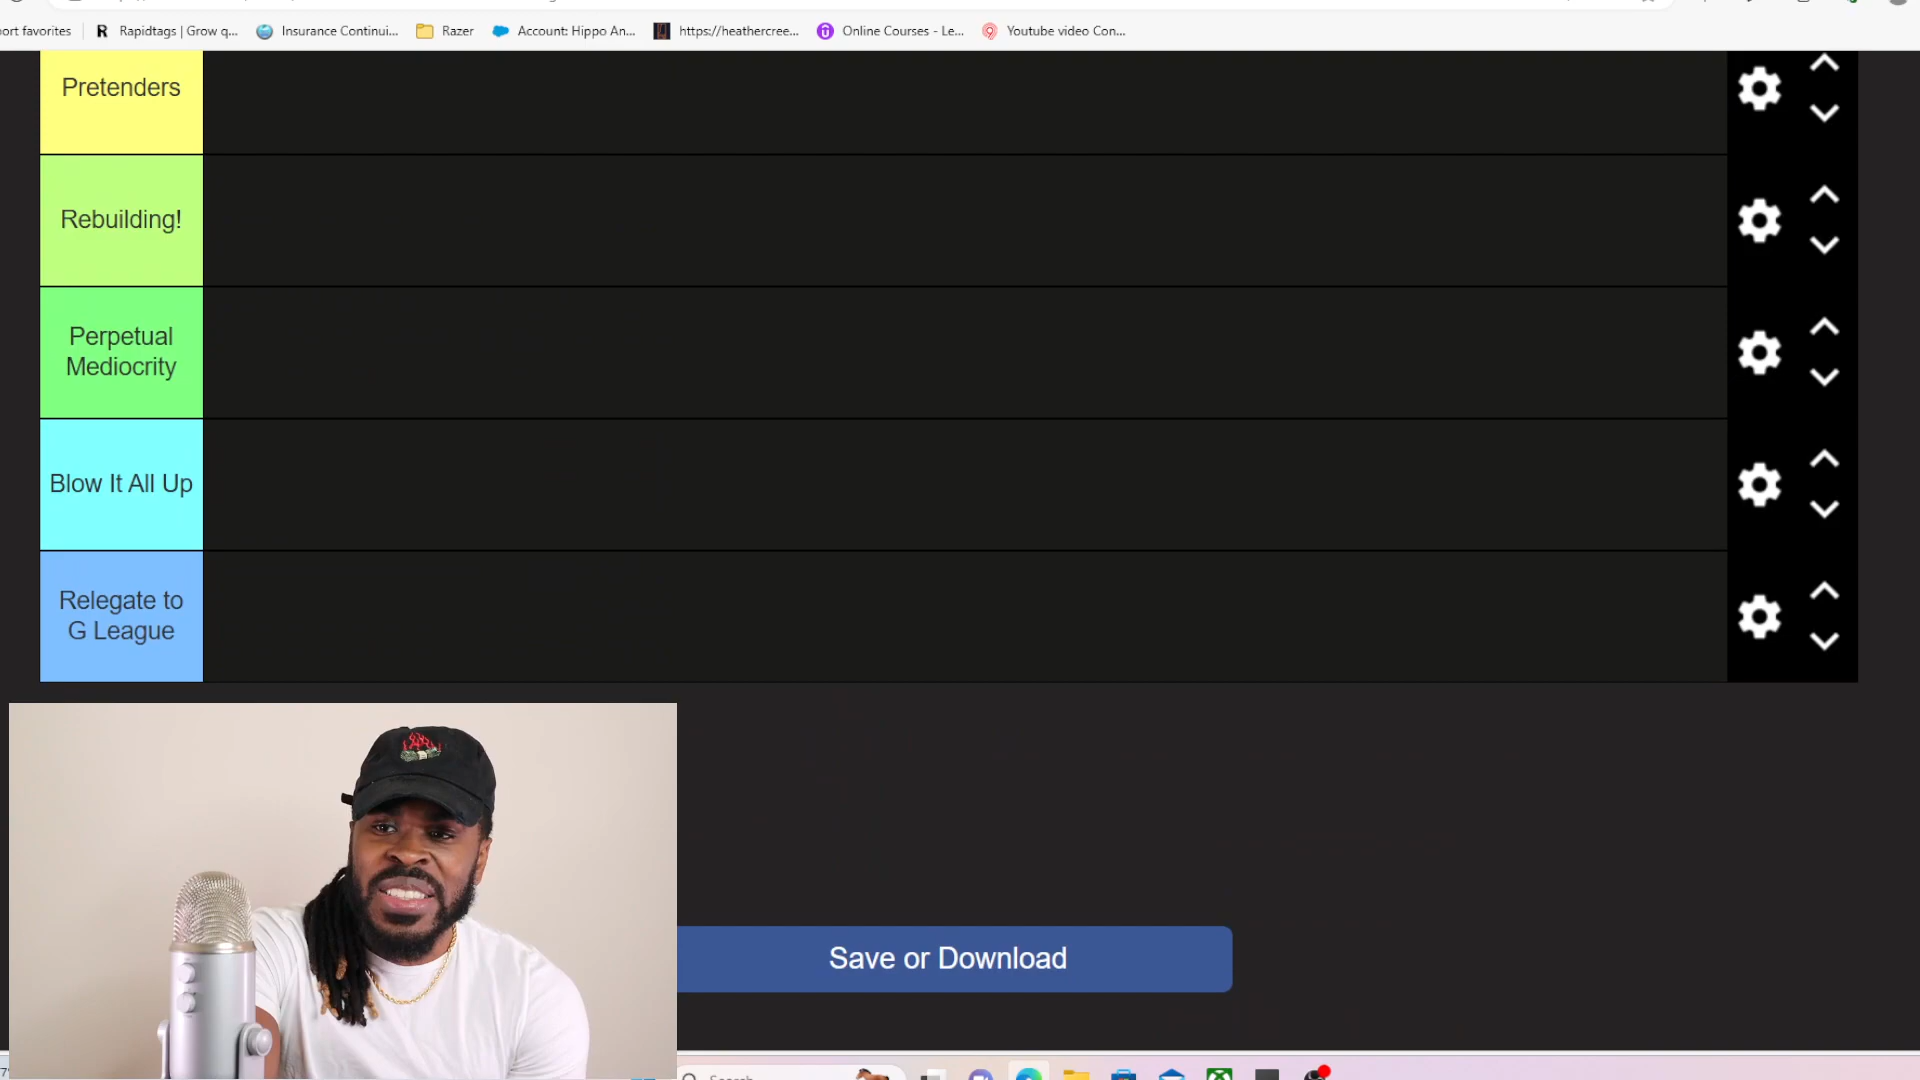 ort favorites
Rapidtags | Grow q...
Insurance Continui...
Razer
Account: Hippo An...
https://heathercree...
Online Courses - Le...
Youtube video Con...
Pretenders
Rebuilding!
Perpetual
Mediocrity
Blow It All Up
Relegate to
G League
Save or Download
Search